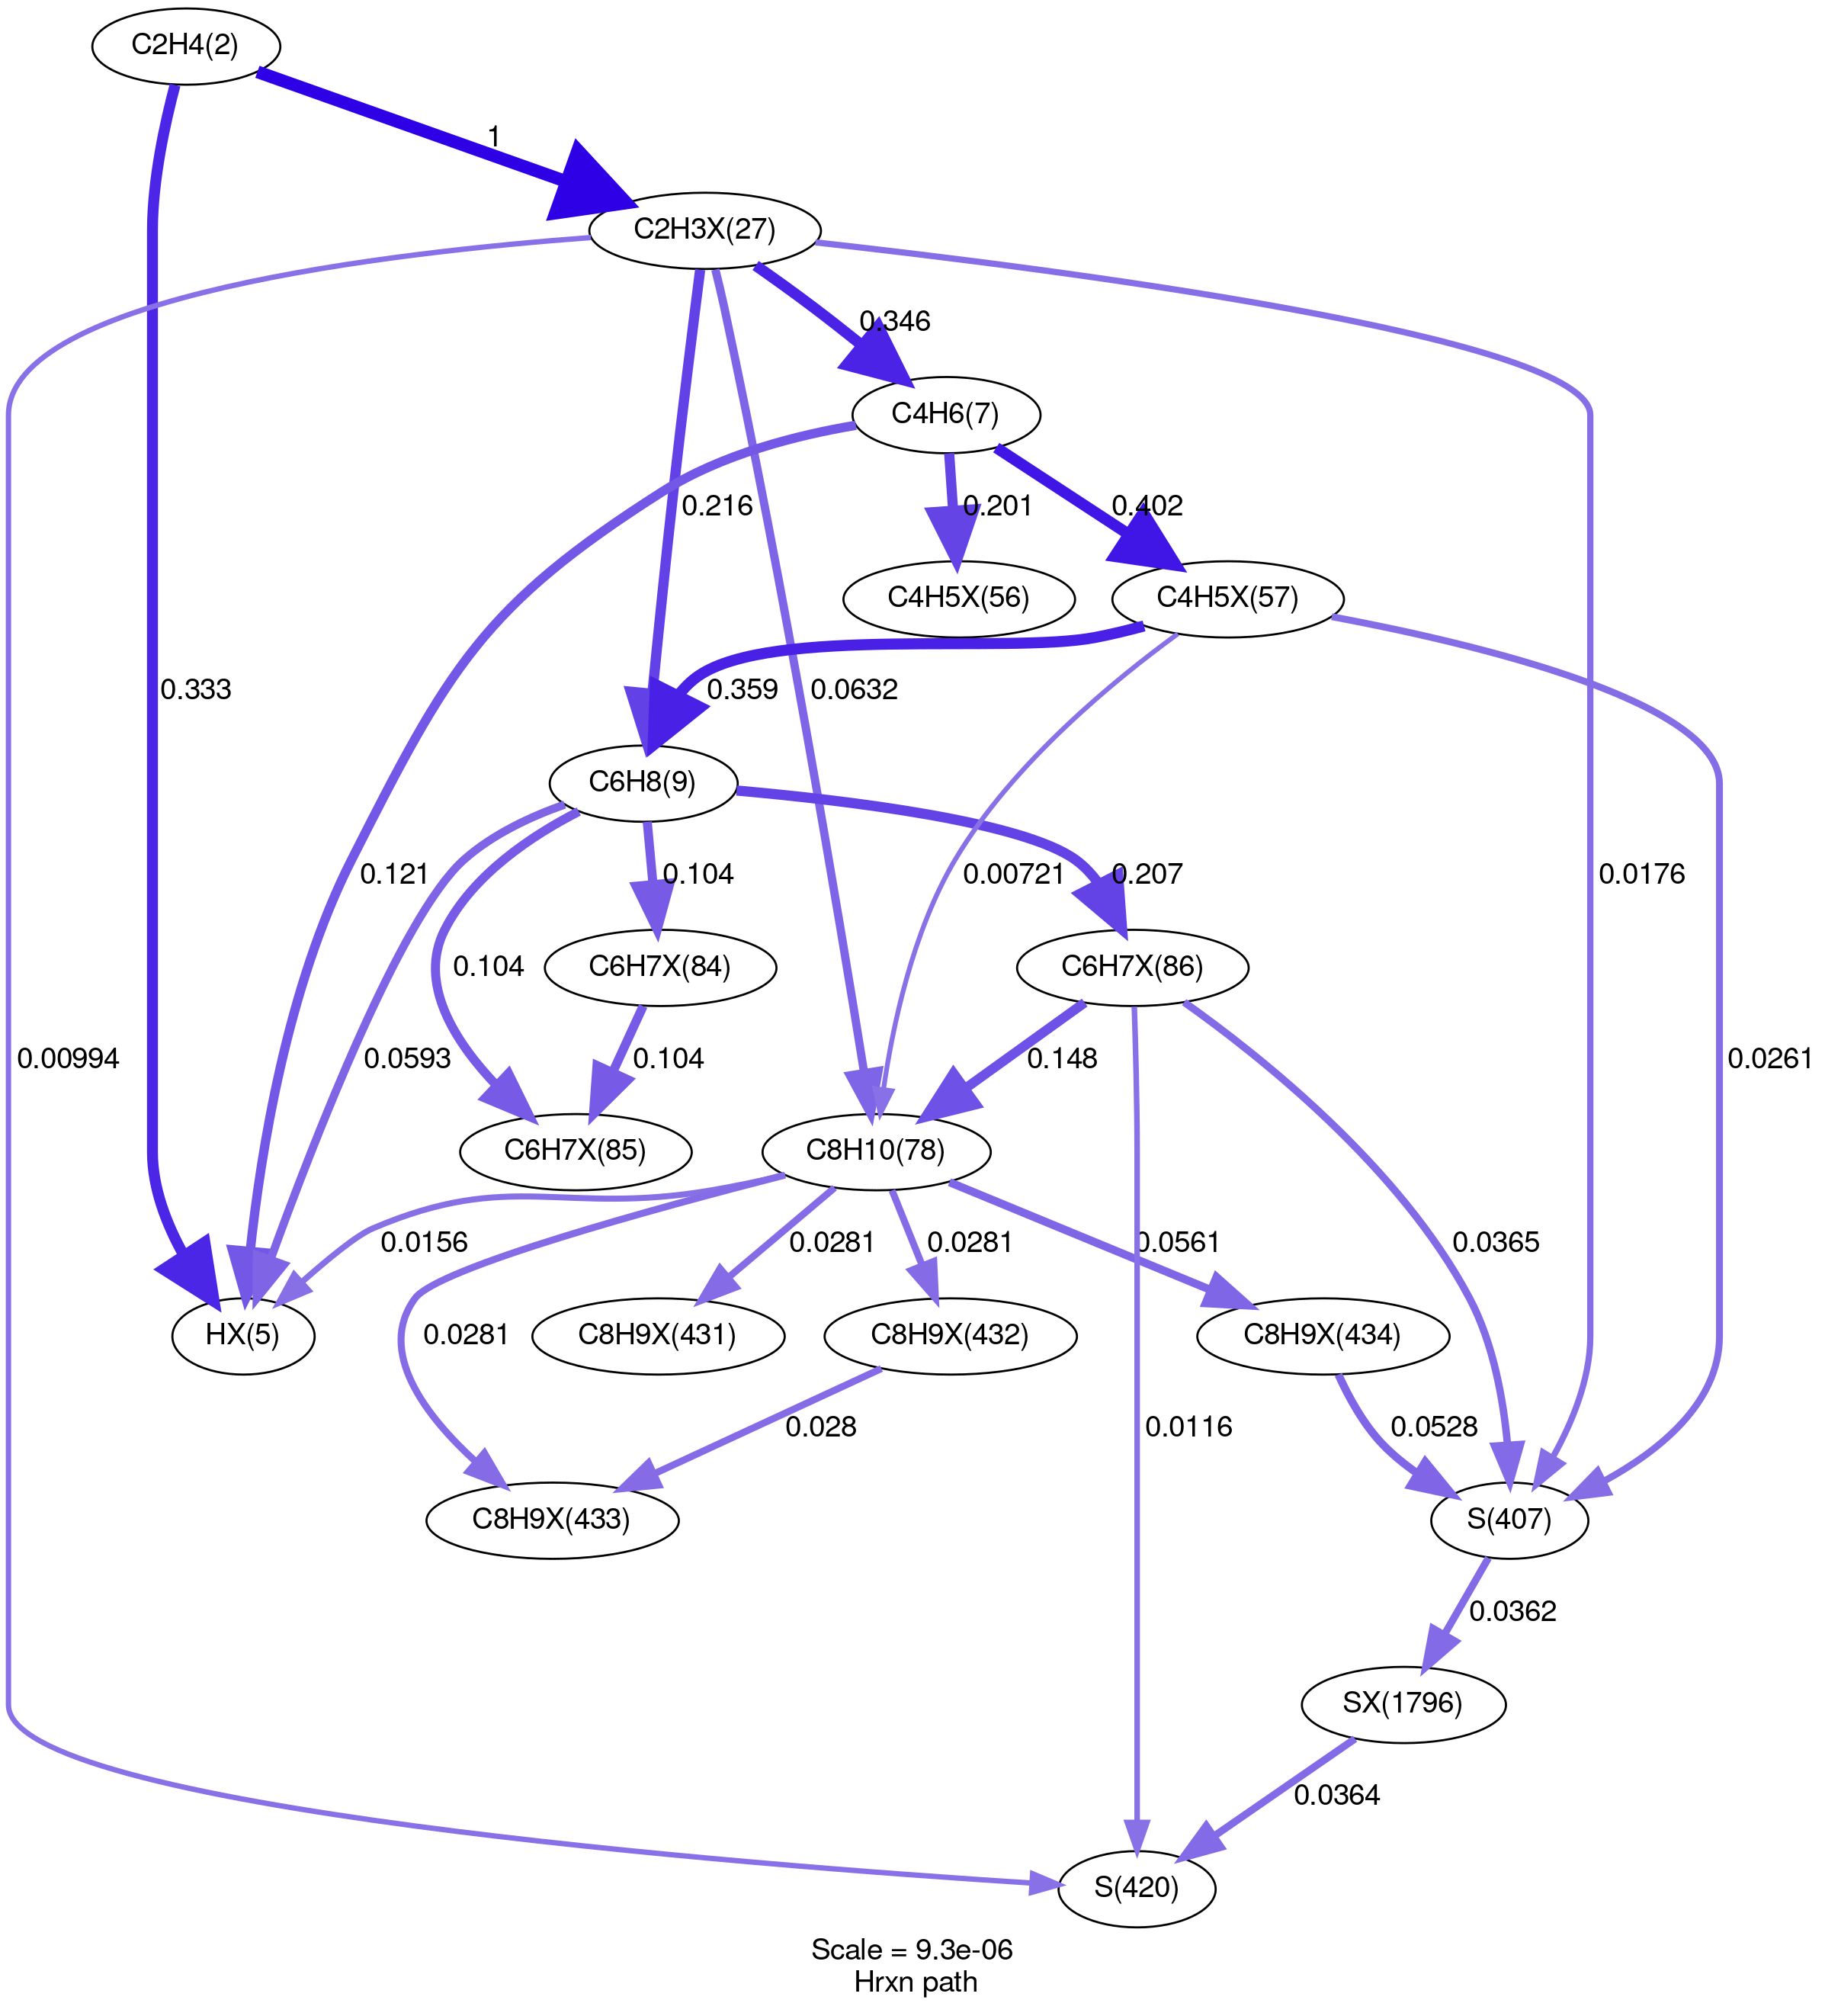 C2H4(2)
1
C2H3X(27)
0.346
C4H6(7)
0.216
0.201
0.402
C4H5X(56)
C4H5X(57)
0.333
0.359
0.0632
C6H8(9)
0.121
0.104
0.00721
0.207
0.0176
0.104
C6H7X(84)
C6H7X(86)
0.00994
0.0593
0.104
0.148
0.0261
C6H7X(85)
C8H10(78)
0.0156
0.0281
0.0281
0.0561
0.0365
HX(5)
0.0281
C8H9X(431)
C8H9X(432)
C8H9X(434)
0.028
0.0116
0.0528
C8H9X(433)
S(407)
0.0362
SX(1796)
0.0364
S(420)
Scale = 9.3e-06
Hrxn path